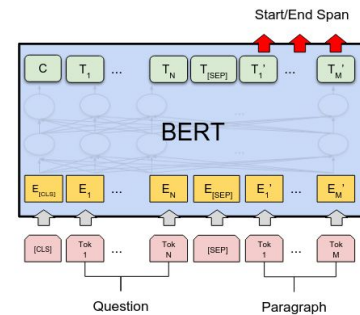 Start/End Span
C T1 ... TN T[SEP] T1' ... TM'
BERT
E[CLS] E1 ... EN E[SEP] E1' ... EM'
[CLS] Tok 1 ... Tok N [SEP] Tok 1 ... Tok M
Question Paragraph